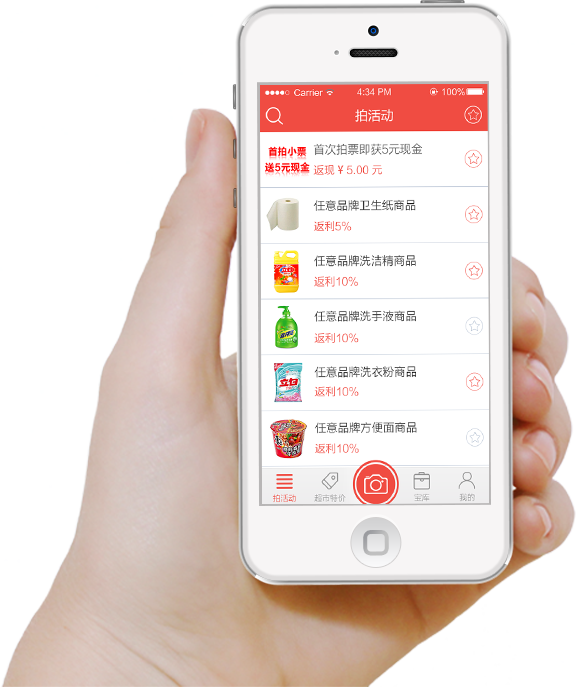 Carrier
4:34 PM
100%
拍活动
首拍小票
送5元现金
首次拍票即获5元现金
返现 ¥ 5.00 元
任意品牌卫生纸商品
返利5%
任意品牌洗洁精商品
返利10%
任意品牌洗手液商品
返利10%
立白
任意品牌洗衣粉商品
返利10%
任意品牌方便面商品
返利10%
拍活动
超市特价
宝库
我的